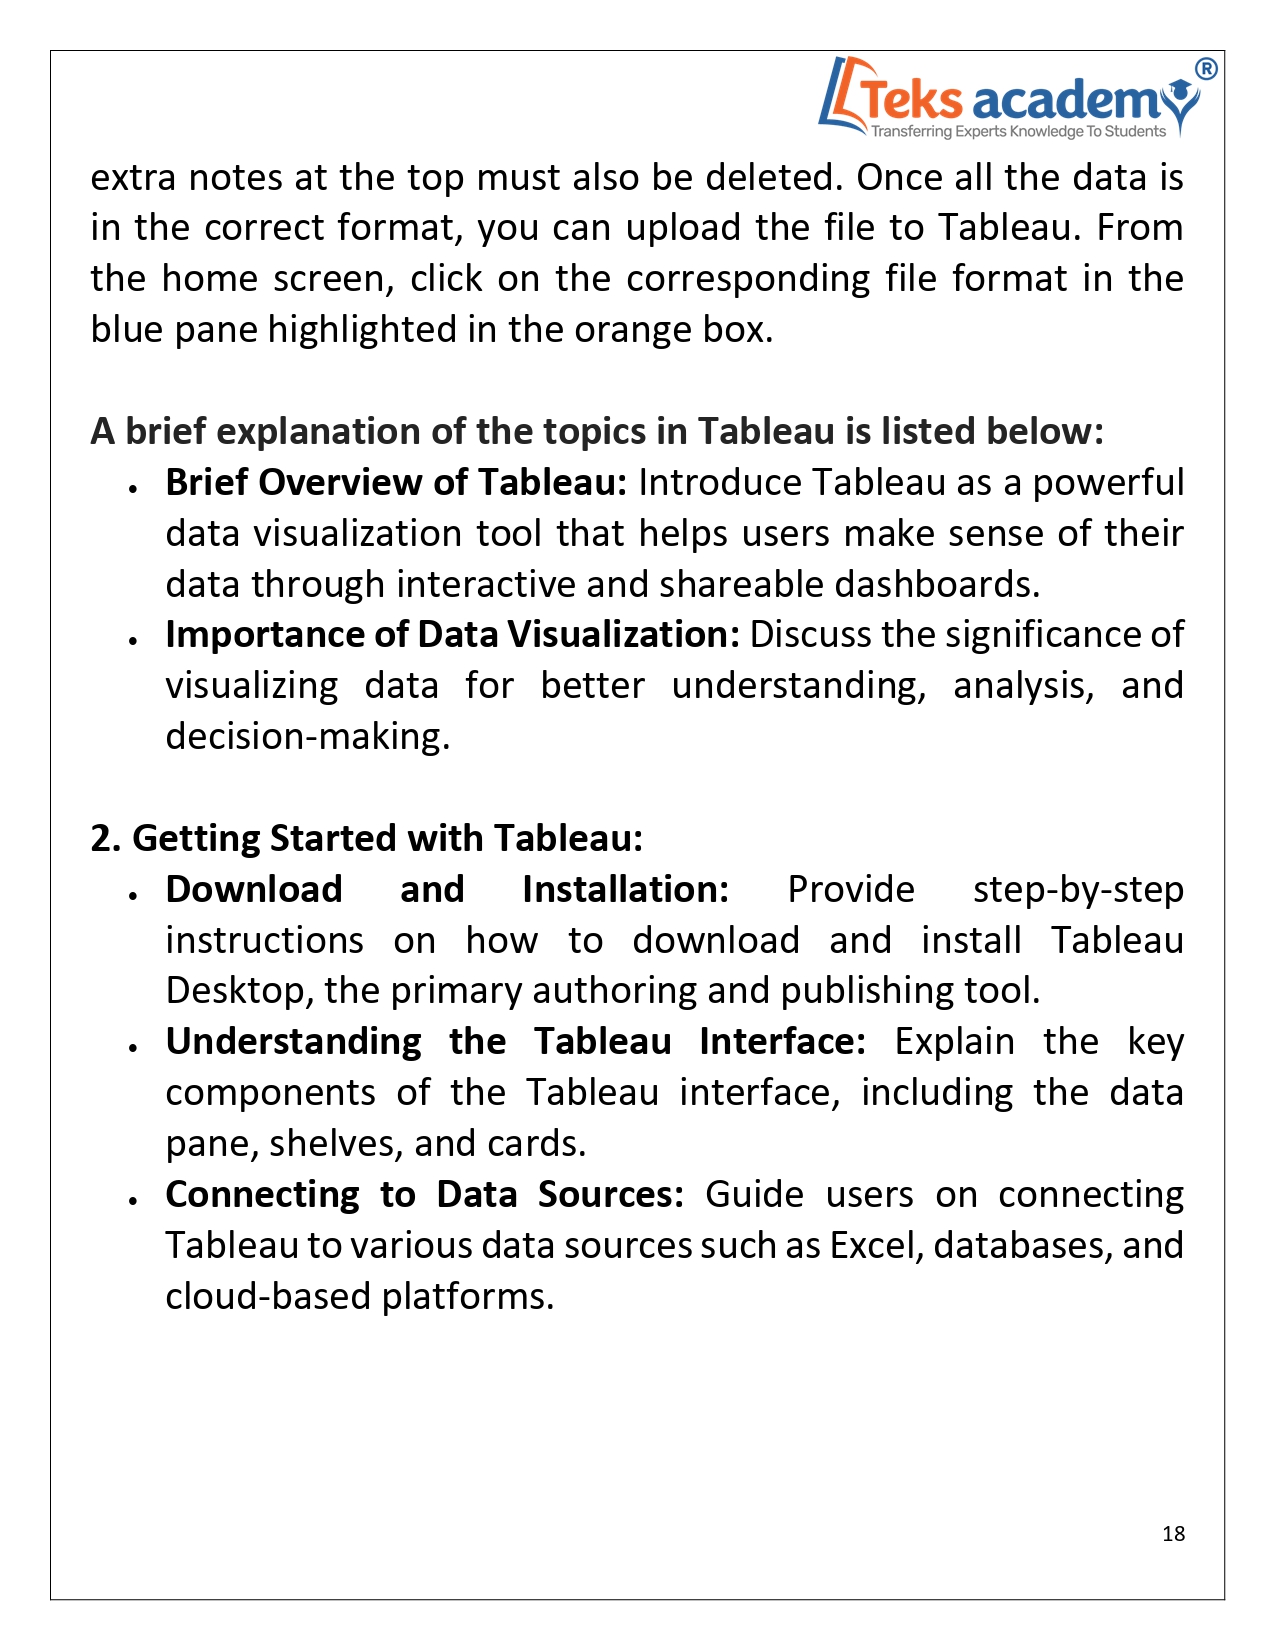 Teks academy ®
Transferring Experts Knowledge To Students
extra notes at the top must also be deleted. Once all the data is
in the correct format, you can upload the file to Tableau. From
the home screen, click on the corresponding file format in the
blue pane highlighted in the orange box.
A brief explanation of the topics in Tableau is listed below:
• Brief Overview of Tableau: Introduce Tableau as a powerful
data visualization tool that helps users make sense of their
data through interactive and shareable dashboards.
• Importance of Data Visualization: Discuss the significance of
visualizing data for better understanding, analysis, and
decision-making.
2. Getting Started with Tableau:
• Download and Installation: Provide step-by-step
instructions on how to download and install Tableau
Desktop, the primary authoring and publishing tool.
• Understanding the Tableau Interface: Explain the key
components of the Tableau interface, including the data
pane, shelves, and cards.
• Connecting to Data Sources: Guide users on connecting
Tableau to various data sources such as Excel, databases, and
cloud-based platforms.
18